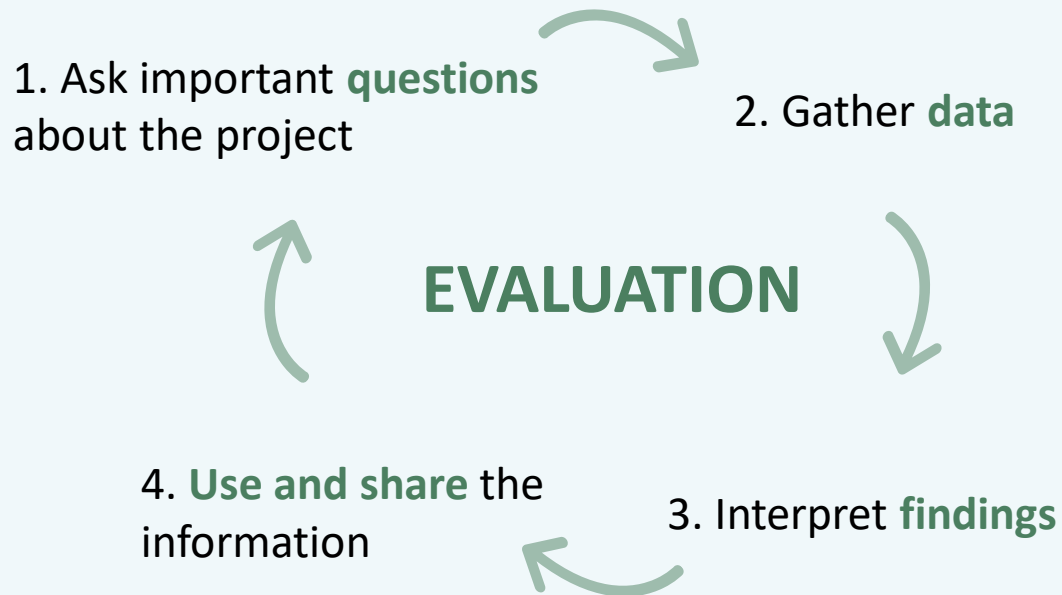 1. Ask important questions
about the project
2. Gather data
EVALUATION
3. Interpret findings
4. Use and share the
information